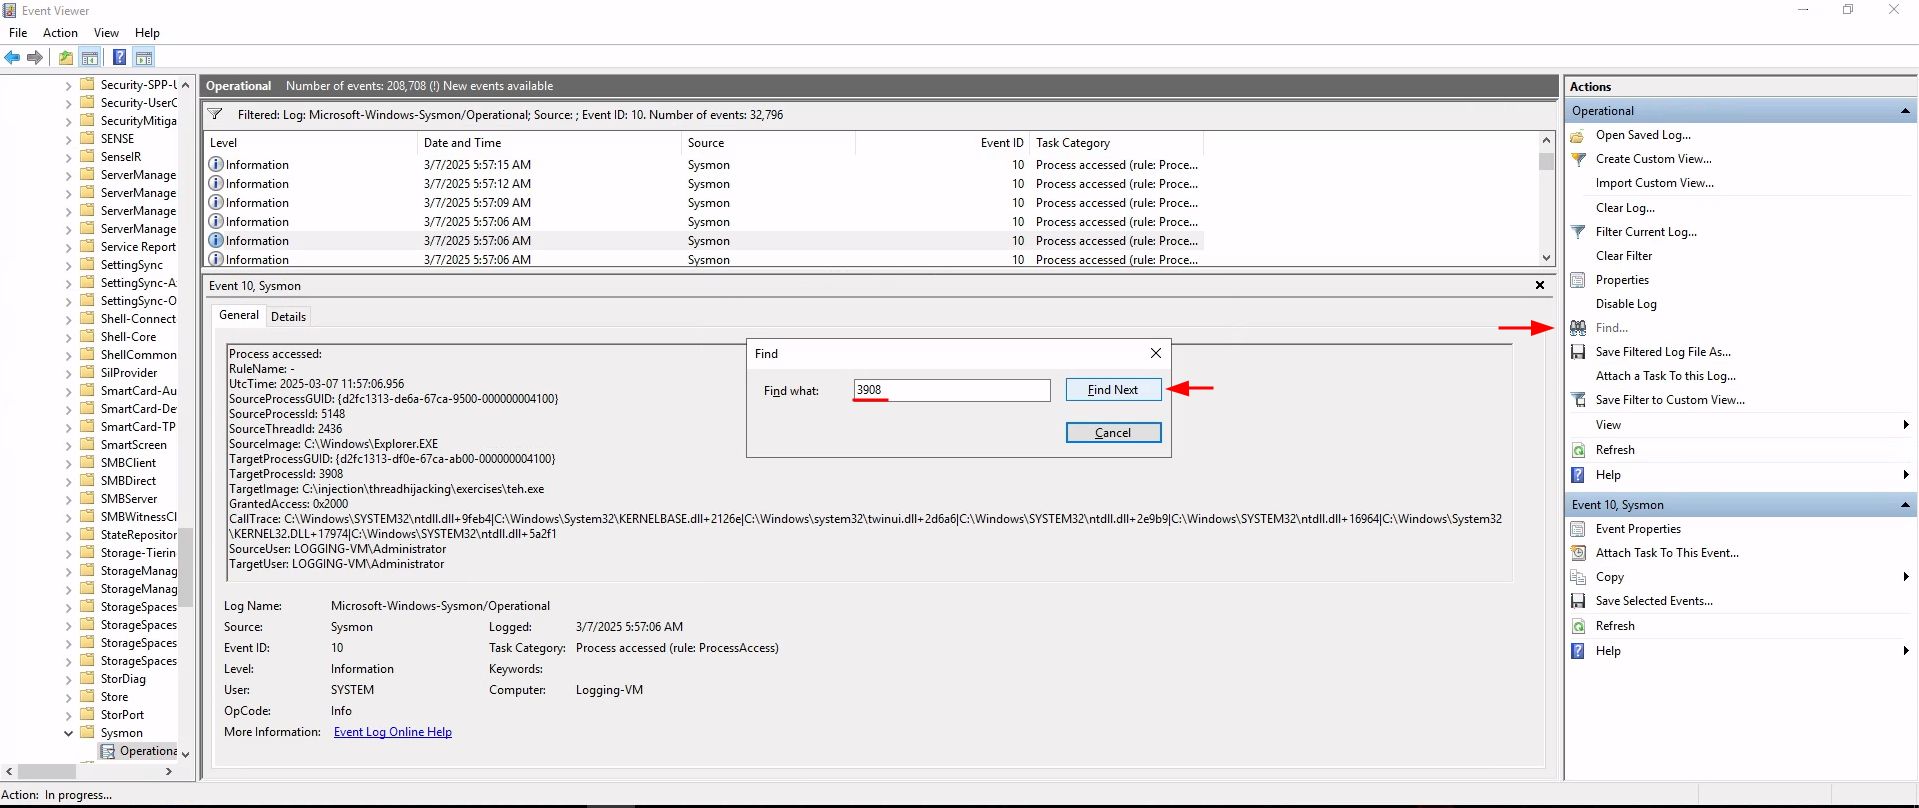 Event Viewer
File Action View Help
Security-SPP-U
Security-UserC
SecurityMitiga
SENSE
SenseIR
ServerManage
ServerManage
ServerManage
ServerManage
Service Report
SettingSync
SettingSync-A
SettingSync-O
Shell-Connect
Shell-Core
ShellCommon
SilProvider
SmartCard-Au
SmartCard-De
SmartCard-TP
SmartScreen
SMBClient
SMBDirect
SMBServer
SMBWitnessCl
StateRepositor
Storage-Tierin
StorageManag
StorageManag
StorageSpaces
StorageSpaces
StorageSpaces
StorageSpaces
StorDiag
Store
StorPort
Sysmon
Operationa
Operational Number of events: 208,708 (!) New events available
Filtered: Log: Microsoft-Windows-Sysmon/Operational; Source: ; Event ID: 10. Number of events: 32,796
Level Date and Time Source Event ID Task Category
Information 3/7/2025 5:57:15 AM Sysmon 10 Process accessed (rule: Proce...
Information 3/7/2025 5:57:12 AM Sysmon 10 Process accessed (rule: Proce...
Information 3/7/2025 5:57:09 AM Sysmon 10 Process accessed (rule: Proce...
Information 3/7/2025 5:57:06 AM Sysmon 10 Process accessed (rule: Proce...
Information 3/7/2025 5:57:06 AM Sysmon 10 Process accessed (rule: Proce...
Information 3/7/2025 5:57:06 AM Sysmon 10 Process accessed (rule: Proce...
Event 10, Sysmon
General Details
Process accessed:
RuleName: -
UtcTime: 2025-03-07 11:57:06.956
SourceProcessGUID: {d2fc1313-de6a-67ca-9500-000000004100}
SourceProcessId: 5148
SourceThreadId: 2436
SourceImage: C:\Windows\Explorer.EXE
TargetProcessGUID: {d2fc1313-df0e-67ca-ab00-000000004100}
TargetProcessId: 3908
TargetImage: C:\injection\threadhijacking\exercises\teh.exe
GrantedAccess: 0x2000
CallTrace: C:\Windows\SYSTEM32\ntdll.dll+9feb4|C:\Windows\System32\KERNELBASE.dll+2126e|C:\Windows\system32\twinui.dll+2d6a6|C:\Windows\SYSTEM32\ntdll.dll+2e9b9|C:\Windows\SYSTEM32\ntdll.dll+16964|C:\Windows\System32
\KERNEL32.DLL+17974|C:\Windows\SYSTEM32\ntdll.dll+5a2f1
SourceUser: LOGGING-VM\Administrator
TargetUser: LOGGING-VM\Administrator
Find
Find what: 3908 Find Next
Cancel
Log Name: Microsoft-Windows-Sysmon/Operational
Source: Sysmon Logged: 3/7/2025 5:57:06 AM
Event ID: 10 Task Category: Process accessed (rule: ProcessAccess)
Level: Information Keywords:
User: SYSTEM Computer: Logging-VM
OpCode: Info
More Information: Event Log Online Help
Actions
Operational
Open Saved Log...
Create Custom View...
Import Custom View...
Clear Log...
Filter Current Log...
Clear Filter
Properties
Disable Log
Find...
Save Filtered Log File As...
Attach a Task To this Log...
Save Filter to Custom View...
View
Refresh
Help
Event 10, Sysmon
Event Properties
Attach Task To This Event...
Copy
Save Selected Events...
Refresh
Help
Action: In progress...